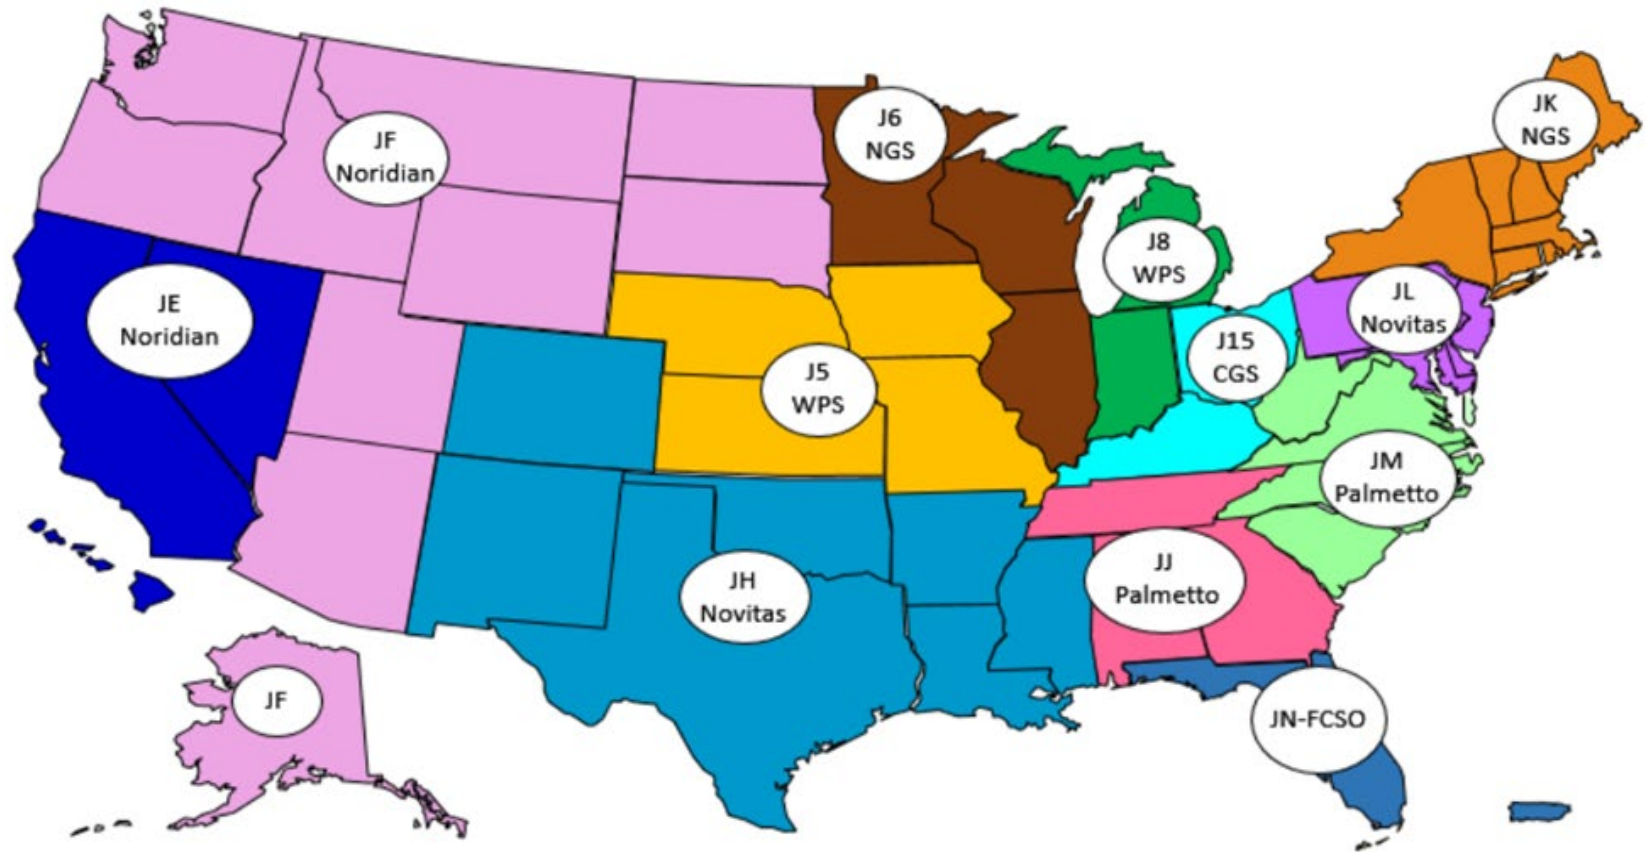 JF
Noridian
J6
NGS
JK
NGS
J8
WPS
JE
Noridian
JL
Novitas
J15
CGS
J5
WPS
JM
Palmetto
JH
Novitas
JJ
Palmetto
JF
JN-FCSO